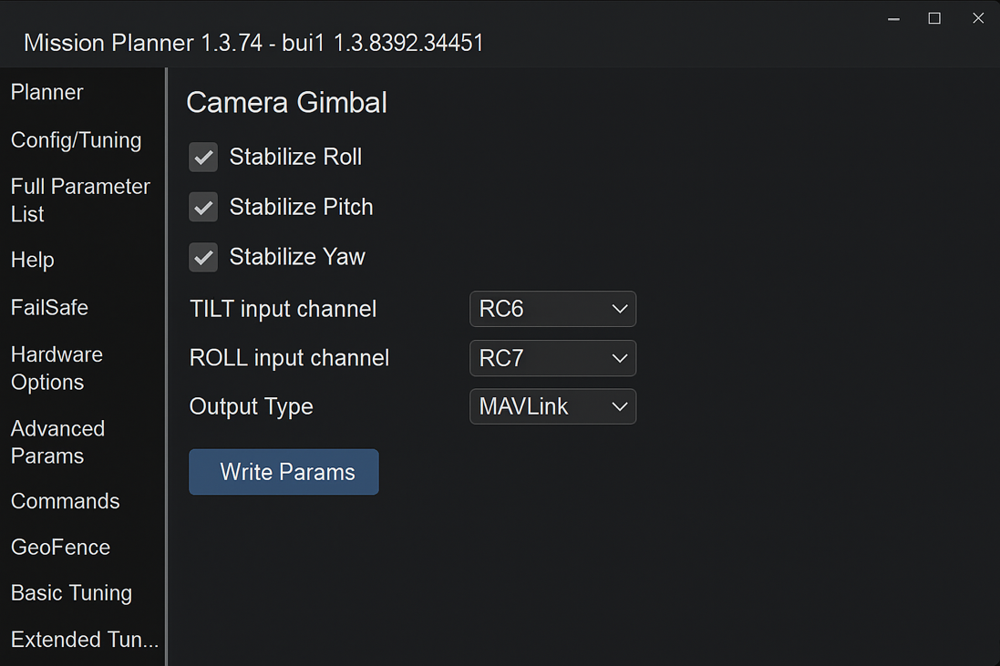 Mission Planner 1.3.74 - bui1 1.3.8392.34451
Planner
Config/Tuning
Full Parameter
List
Help
FailSafe
Hardware
Options
Advanced
Params
Commands
GeoFence
Basic Tuning
Extended Tun...
Camera Gimbal
Stabilize Roll
Stabilize Pitch
Stabilize Yaw
TILT input channel RC6
ROLL input channel RC7
Output Type MAVLink
Write Params